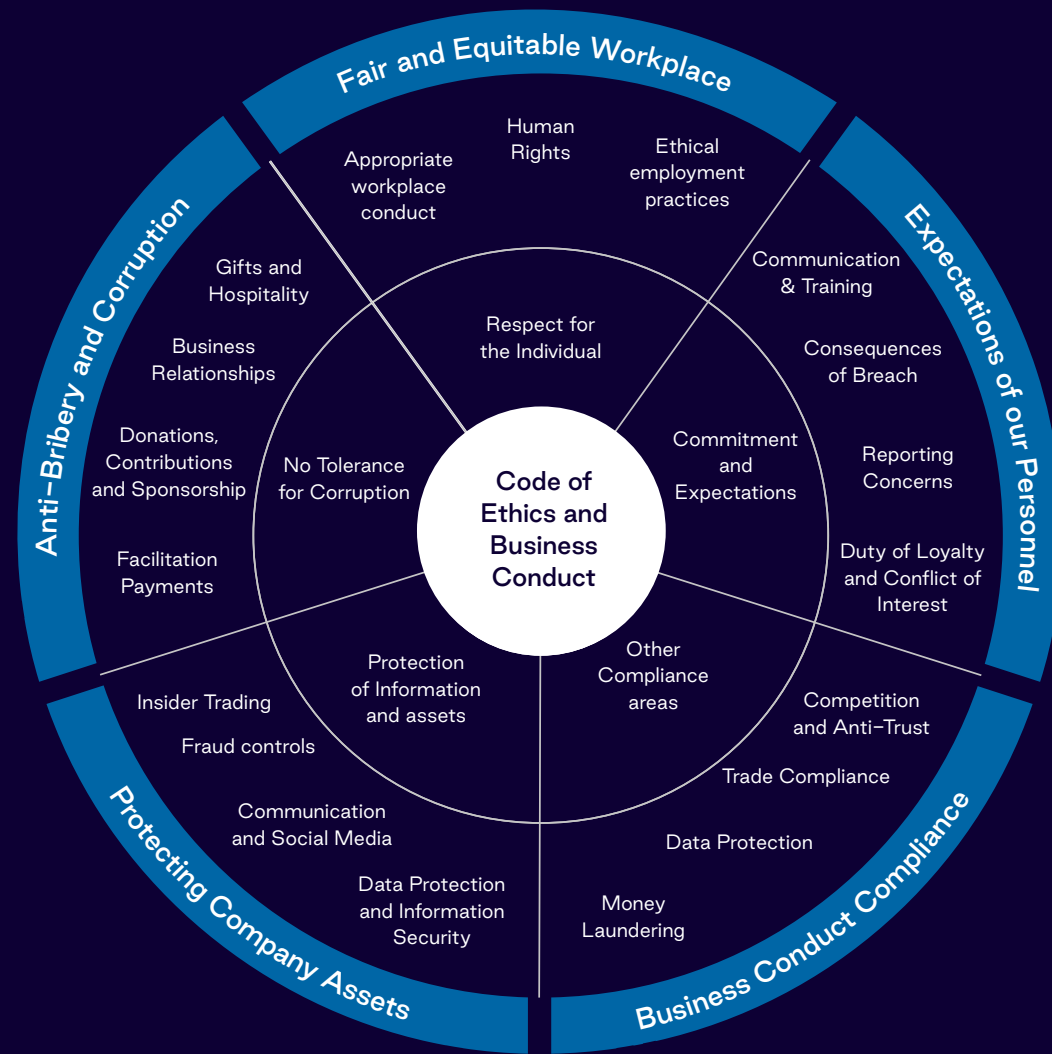 Fair and Equitable Workplace
Appropriate
workplace
conduct
Human
Rights
Ethical
employment
practices
Respect for
the Individual
Expectations of our Personnel
Communication
& Training
Consequences
of Breach
Reporting
Concerns
Duty of Loyalty
and Conflict of
Interest
Commitment
and
Expectations
Business Conduct Compliance
Competition
and Anti–Trust
Trade Compliance
Data Protection
Money
Laundering
Other
Compliance
areas
Protecting Company Assets
Insider Trading
Fraud controls
Communication
and Social Media
Data Protection
and Information
Security
Protection
of Information
and assets
Anti–Bribery and Corruption
Gifts and
Hospitality
Business
Relationships
Donations,
Contributions
and Sponsorship
Facilitation
Payments
No Tolerance
for Corruption
Code of
Ethics and
Business
Conduct